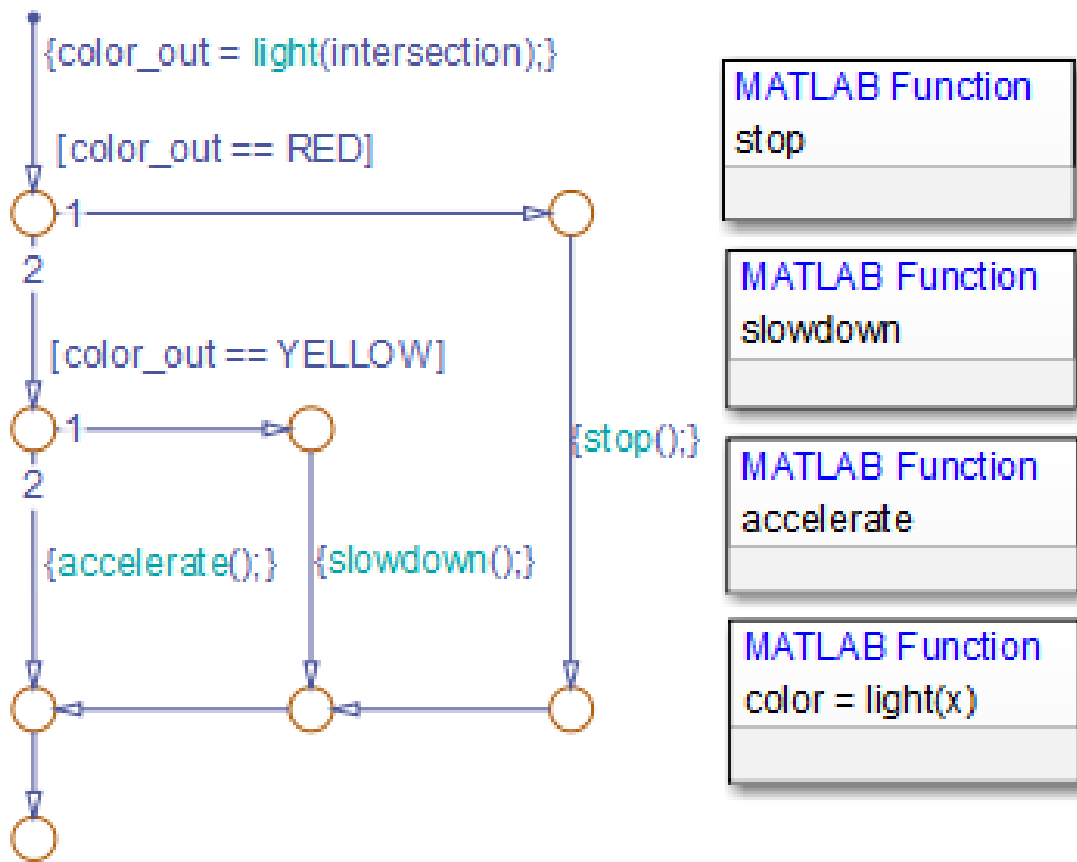 {color_out = light(intersection);}
[color_out == RED]
1
2
[color_out == YELLOW]
1
2
{stop();}
{accelerate();}
{slowdown();}
MATLAB Function
stop
MATLAB Function
slowdown
MATLAB Function
accelerate
MATLAB Function
color = light(x)